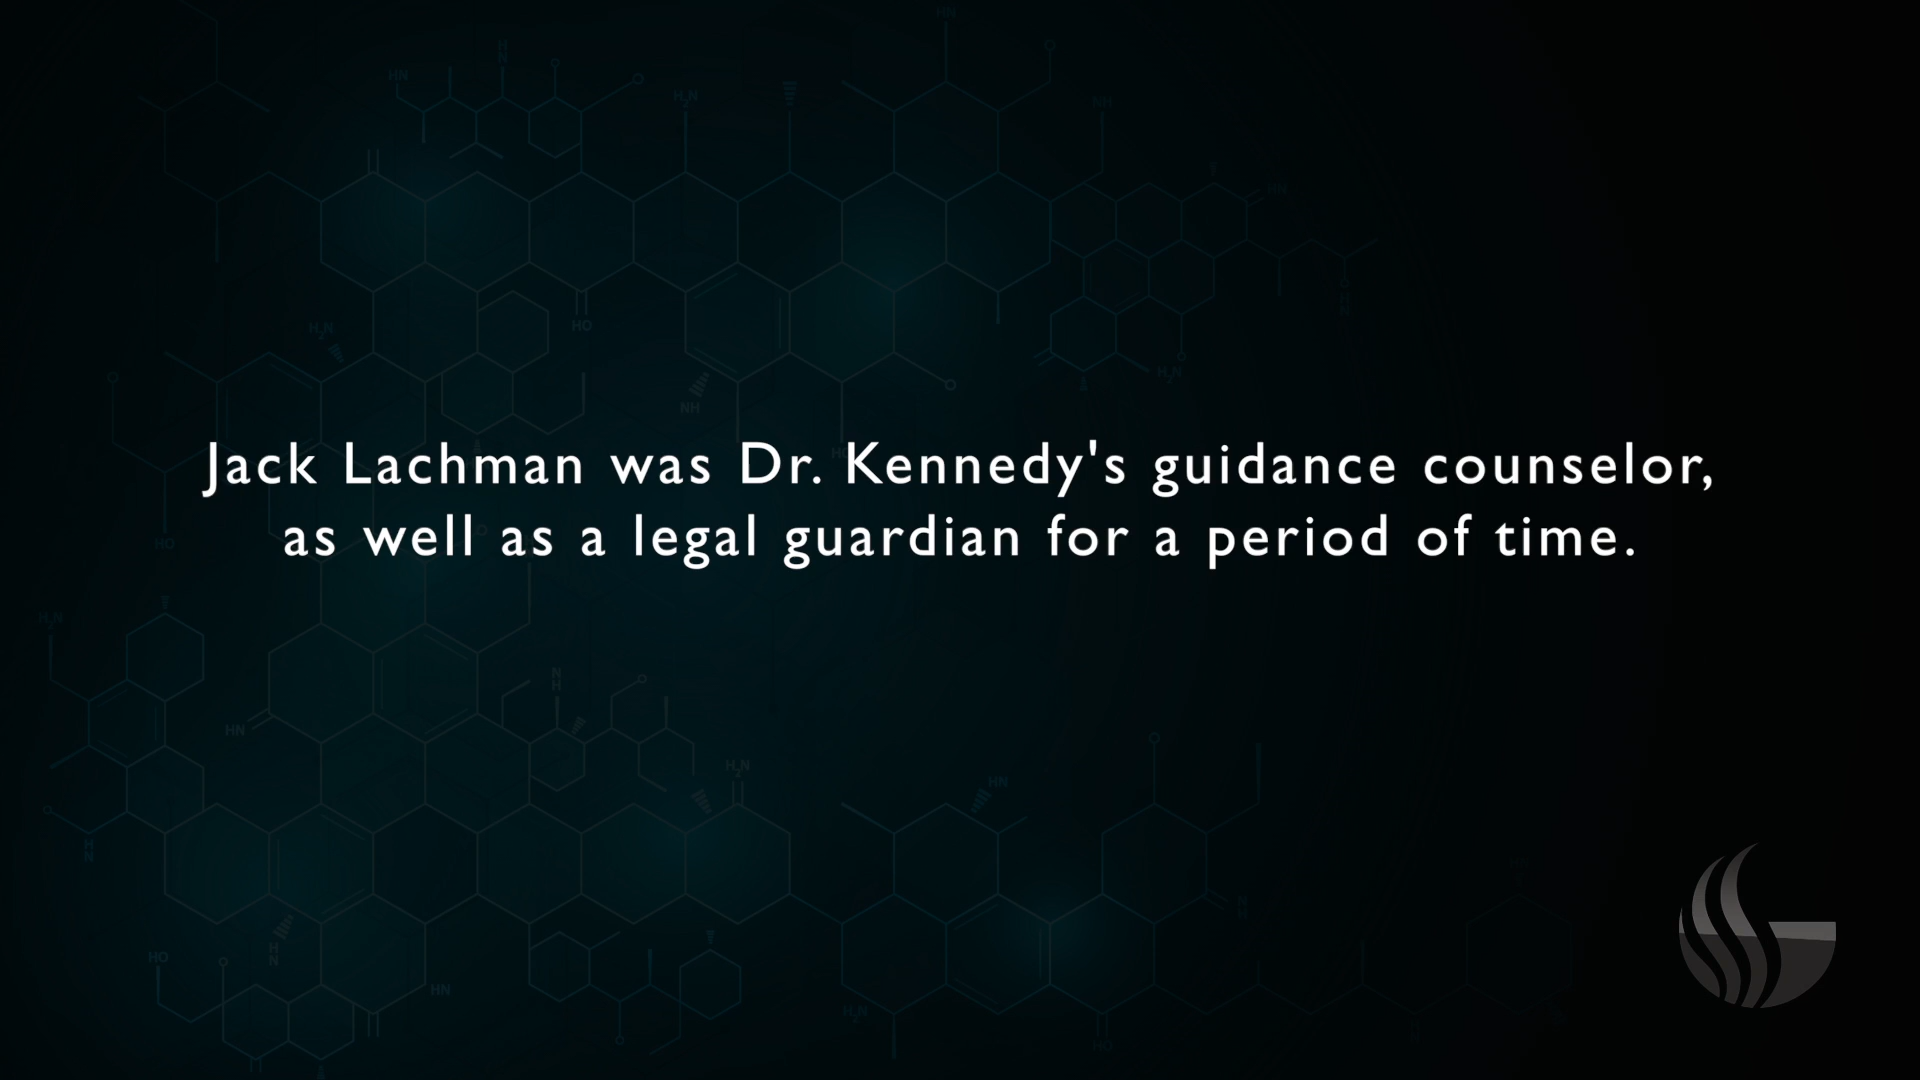 Jack Lachman was Dr. Kennedy's guidance counselor,
as well as a legal guardian for a period of time.